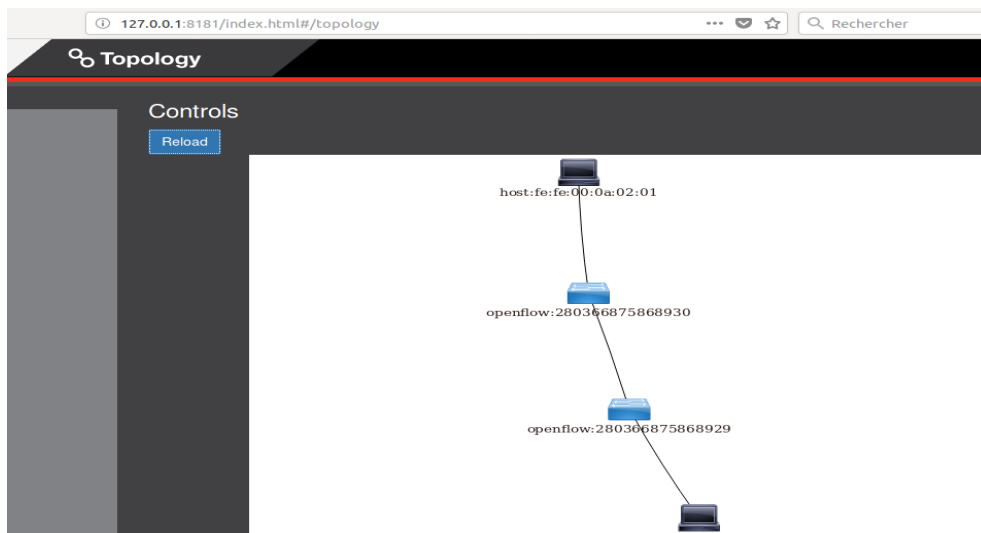 127.0.0.1:8181/index.html#/topology
Rechercher
Topology
Controls
Reload
host:fe:fe:00:0a:02:01
openflow:280366875868930
openflow:280366875868929